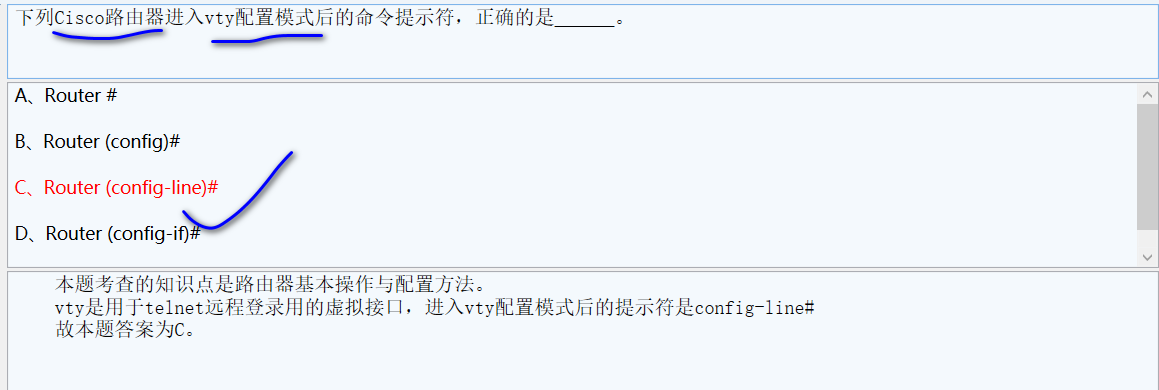 下列Cisco路由器进入vty配置模式后的命令提示符，正确的是______。
A、Router #
B、Router (config)#
C、Router (config-line)#
D、Router (config-if)#
本题考查的知识点是路由器基本操作与配置方法。
vty是用于telnet远程登录用的虚拟接口，进入vty配置模式后的提示符是config-line#
故本题答案为C。